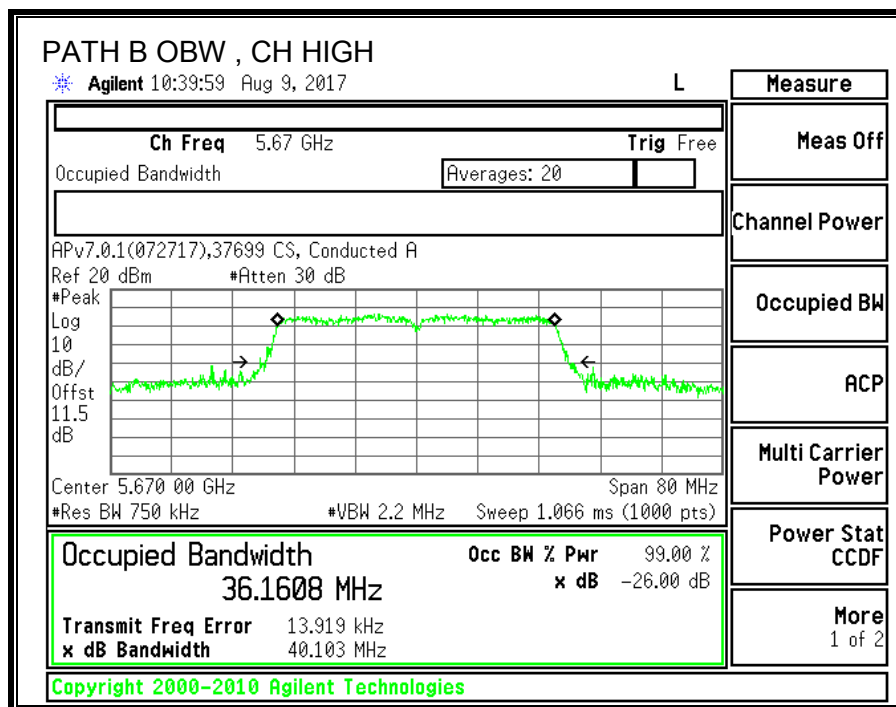 PATH B OBW , CH HIGH
Agilent 10:39:59 Aug 9, 2017 L
Measure
Ch Freq 5.67 GHz Trig Free
Meas Off
Occupied Bandwidth Averages: 20
Channel Power
APv7.0.1(072717),37699 CS, Conducted A
Ref 20 dBm #Atten 30 dB
#Peak
Log
10
dB/
Offst
11.5
dB
Occupied BW
ACP
Multi Carrier
Power
Center 5.670 00 GHz Span 80 MHz
#Res BW 750 kHz #VBW 2.2 MHz Sweep 1.066 ms (1000 pts)
Power Stat
CCDF
Occupied Bandwidth Occ BW % Pwr 99.00 %
36.1608 MHz x dB -26.00 dB
Transmit Freq Error 13.919 kHz
x dB Bandwidth 40.103 MHz
More
1 of 2
Copyright 2000-2010 Agilent Technologies